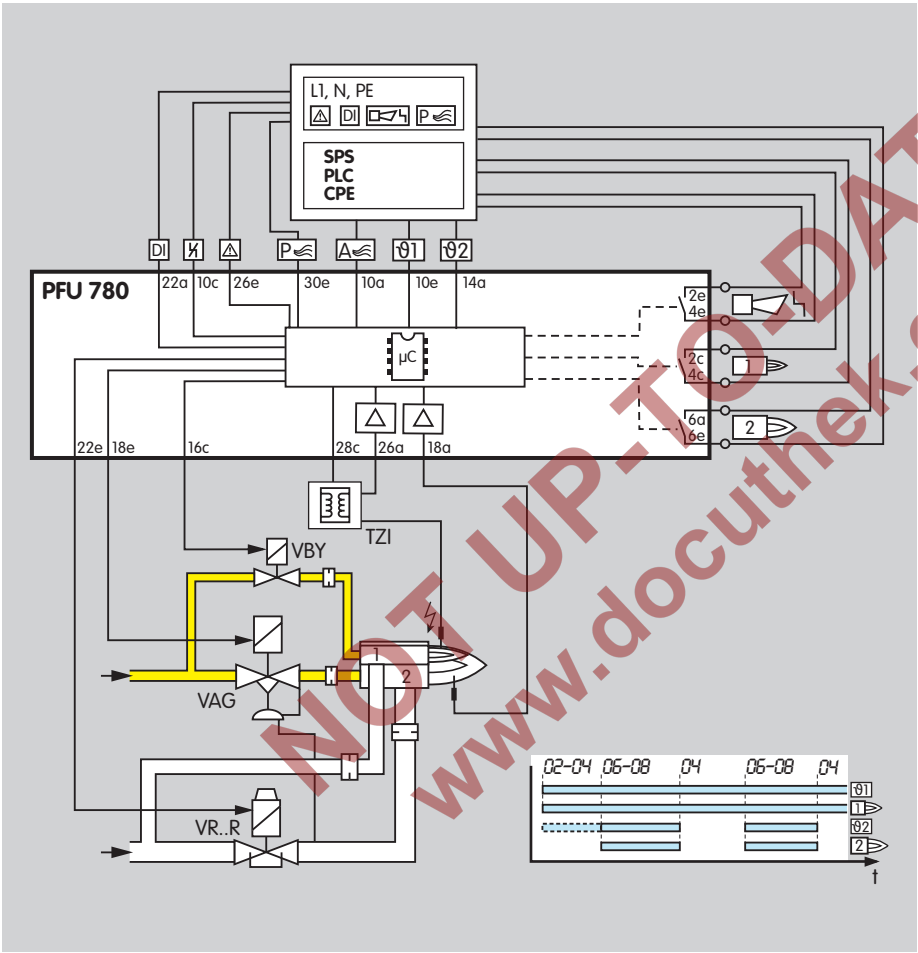 L1, N, PE
DI
P
SPS
PLC
CPE
DI
P
A
ϑ1
ϑ2
PFU 780
22a
10c
26e
30e
10a
10e
14a
2e
4e
µC
2c
4c
1
6a
6e
2
22e
18e
16c
28c
26a
18a
TZI
VBY
1
2
VAG
VR..R
02-04
06-08
04
06-08
04
ϑ1
1
ϑ2
2
t
NOT UP-TO-DAT
www.docuthek.